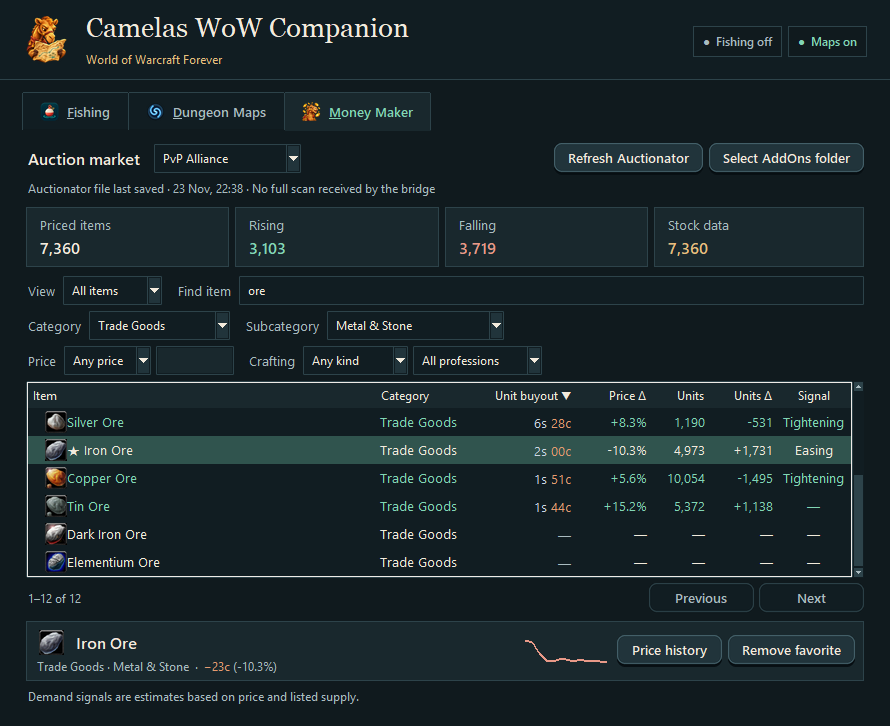 Camelas WoW Companion
World of Warcraft Forever
● Fishing off ● Maps on
Fishing Dungeon Maps Money Maker
Auction market PvP Alliance Refresh Auctionator Select AddOns folder
Auctionator file last saved · 23 Nov, 22:38 · No full scan received by the bridge
Priced items Rising Falling Stock data
7,360 3,103 3,719 7,360
View All items Find item ore
Category Trade Goods Subcategory Metal & Stone
Price Any price Crafting Any kind All professions
Item Category Unit buyout ▼ Price Δ Units Units Δ Signal
Silver Ore Trade Goods 6s 28c +8.3% 1,190 -531 Tightening
★ Iron Ore Trade Goods 2s 00c -10.3% 4,973 +1,731 Easing
Copper Ore Trade Goods 1s 51c +5.6% 10,054 -1,495 Tightening
Tin Ore Trade Goods 1s 44c +15.2% 5,372 +1,138 —
Dark Iron Ore Trade Goods — — — — —
Elementium Ore Trade Goods — — — — —
1–12 of 12 Previous Next
Iron Ore
Trade Goods · Metal & Stone · −23c (-10.3%) Price history Remove favorite
Demand signals are estimates based on price and listed supply.